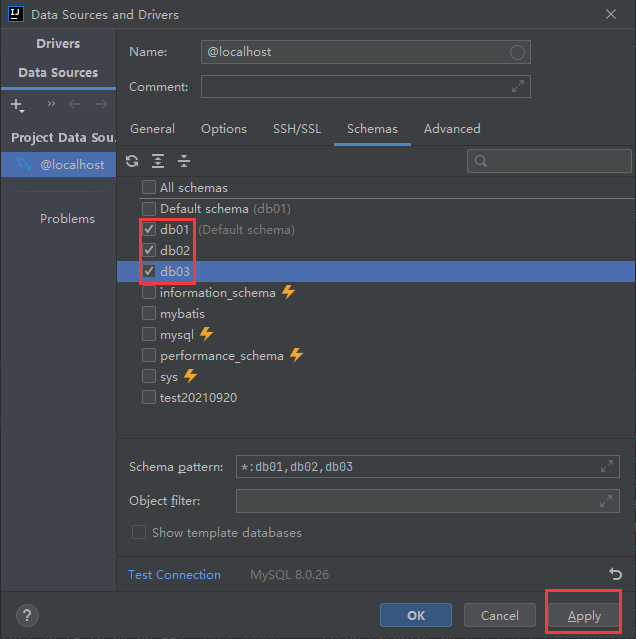 IJ Data Sources and Drivers
Drivers
Data Sources
Project Data Sou.
@localhost
Problems
Name: @localhost
Comment:
General Options SSH/SSL Schemas Advanced
All schemas
Default schema (db01)
db01 (Default schema)
db02
db03
information_schema
mybatis
mysql
performance_schema
sys
test20210920
Schema pattern: *:db01,db02,db03
Object filter:
Show template databases
Test Connection MySQL 8.0.26
? OK Cancel Apply